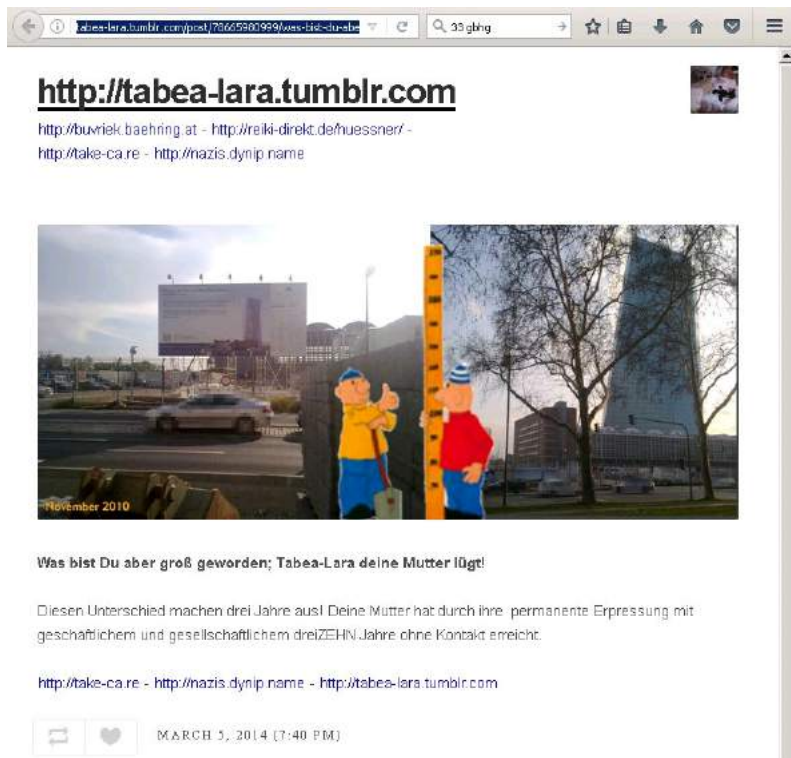 tabea-lara.tumblr.com/post/78665980999/was-bist-du-abe
33 gbhg
http://tabea-lara.tumblr.com
http://buvriek.baehring.at - http://reiki-direkt.de/huessner/ -
http://take-ca.re - http://nazis.dynip.name
November 2010
Was bist Du aber groß geworden; Tabea-Lara deine Mutter lügt!
Diesen Unterschied machen drei Jahre aus! Deine Mutter hat durch ihre permanente Erpressung mit
geschäftlichem und gesellschaftlichem dreiZEHN Jahre ohne Kontakt erreicht.
http://take-ca.re - http://nazis.dynip.name - http://tabea-lara.tumblr.com
MARCH 5, 2014 (7:40 PM)